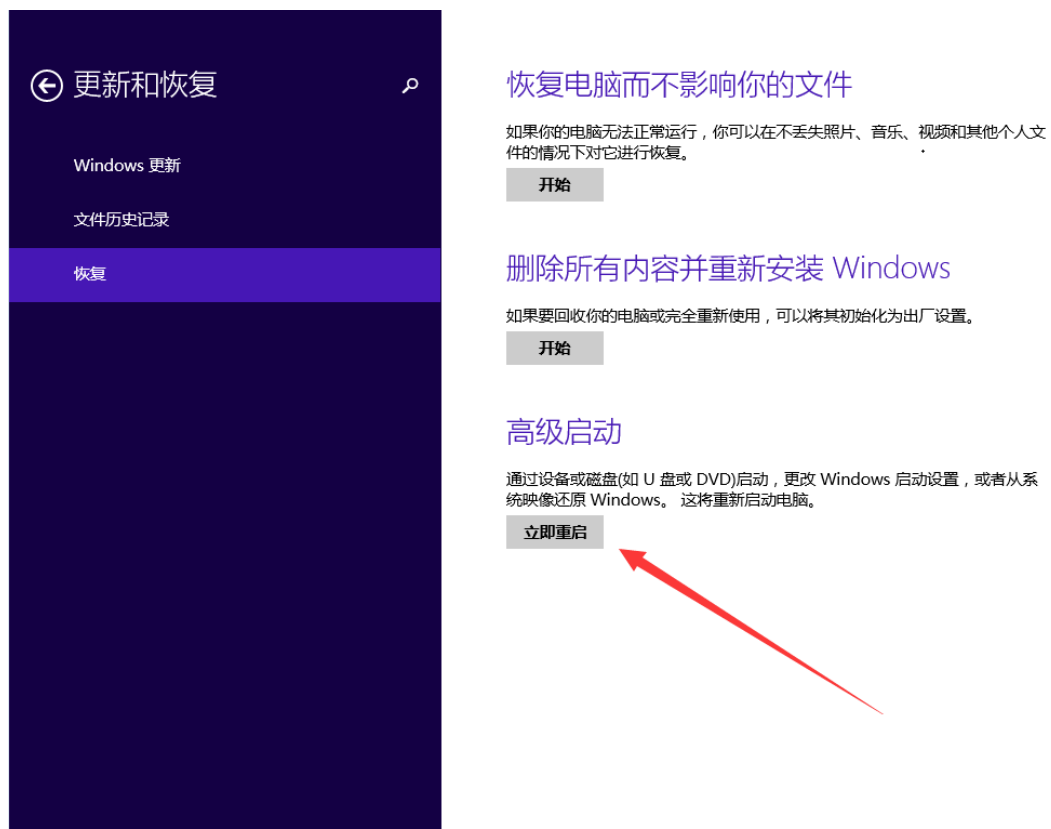 更新和恢复
Windows 更新
文件历史记录
恢复
恢复电脑而不影响你的文件
如果你的电脑无法正常运行，你可以在不丢失照片、音乐、视频和其他个人文
件的情况下对它进行恢复。
开始
删除所有内容并重新安装 Windows
如果要回收你的电脑或完全重新使用，可以将其初始化为出厂设置。
开始
高级启动
通过设备或磁盘(如 U 盘或 DVD)启动，更改 Windows 启动设置，或者从系
统映像还原 Windows。 这将重新启动电脑。
立即重启